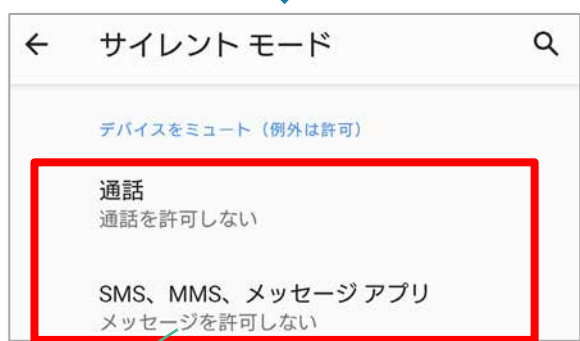 サイレント モード
デバイスをミュート（例外は許可）
通話
通話を許可しない
SMS、MMS、メッセージ アプリ
メッセージを許可しない